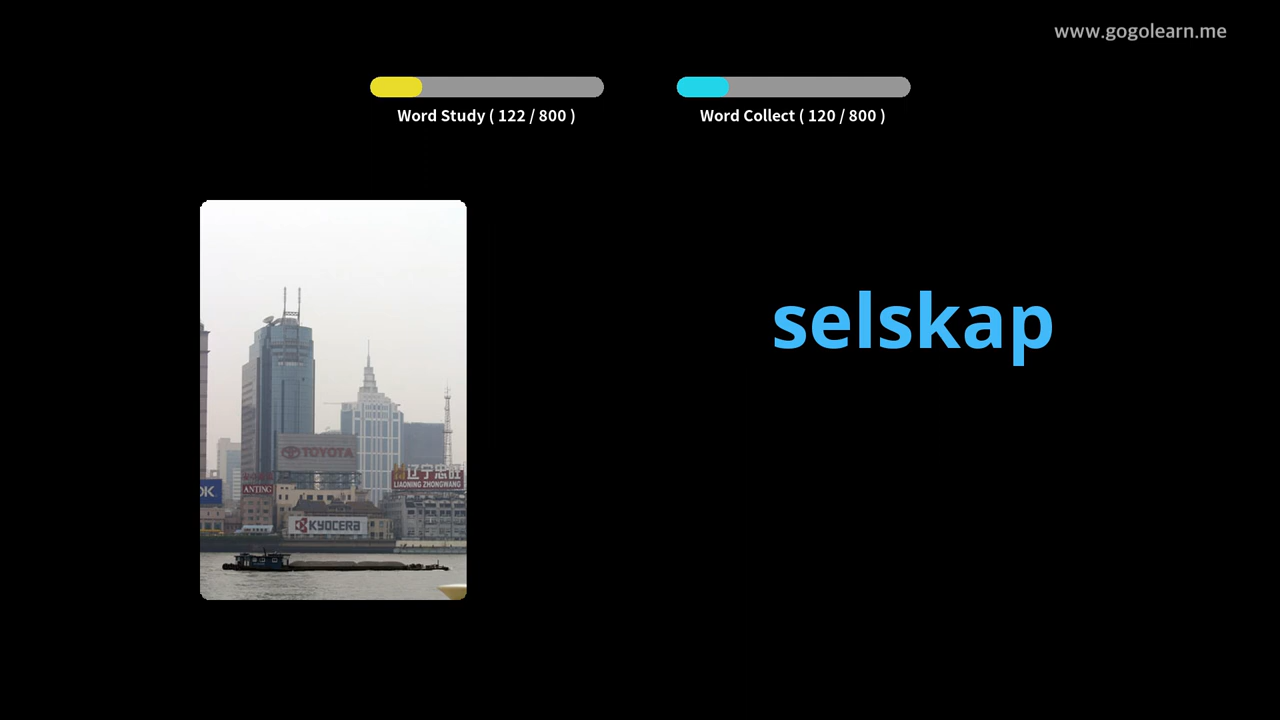 www.gogolearn.me
Word Study ( 122 / 800 )
Word Collect ( 120 / 800 )
selskap
TOYOTA
辽宁忠旺
LIAONING ZHONGWANG
ANTING
OK
KYOCERA